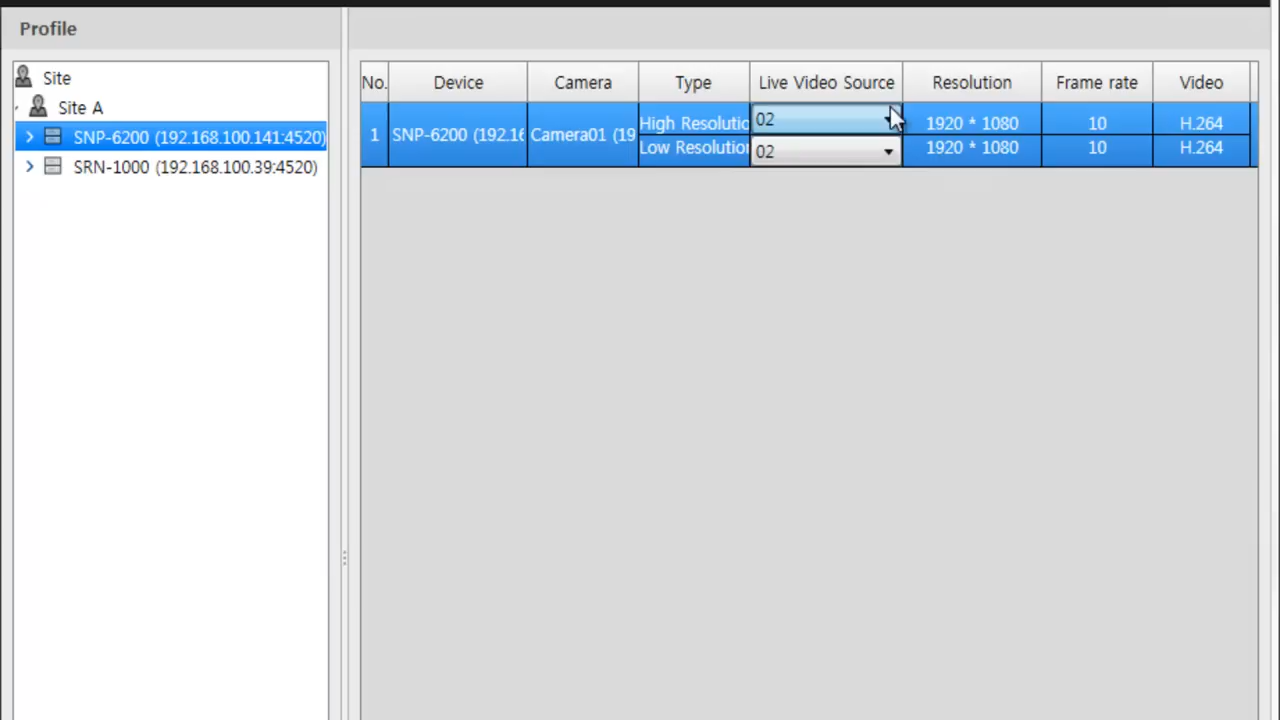 Profile
Site
Site A
SNP-6200 (192.168.100.141:4520)
SRN-1000 (192.168.100.39:4520)
No. Device Camera Type Live Video Source Resolution Frame rate Video
1 SNP-6200 (192.16 Camera01 (19 High Resolutio 02 1920 * 1080 10 H.264
Low Resolution 02 1920 * 1080 10 H.264